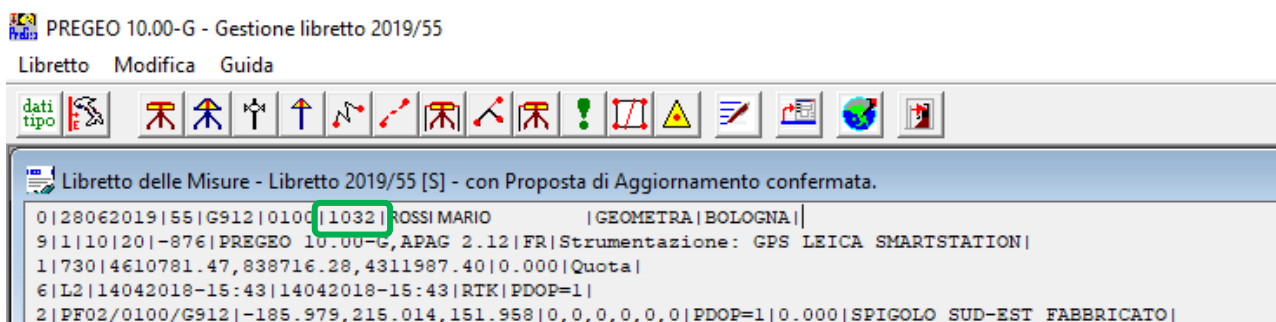 PREGEO 10.00-G - Gestione libretto 2019/55
Libretto Modifica Guida
dati
tipo
Libretto delle Misure - Libretto 2019/55 [S] - con Proposta di Aggiornamento confermata.
0|28062019|55|G912|0100|1032|ROSSI MARIO |GEOMETRA|BOLOGNA|
9|1|10|20|-876|PREGEO 10.00-G,APAG 2.12|FR|Strumentazione: GPS LEICA SMARTSTATION|
1|730|4610781.47,838716.28,4311987.40|0.000|Quota|
6|L2|14042018-15:43|14042018-15:43|RTK|PDOP=1|
2|PF02/0100/G912|-185.979,215.014,151.958|0,0,0,0,0,0|PDOP=1|0.000|SPIGOLO SUD-EST FABBRICATO|